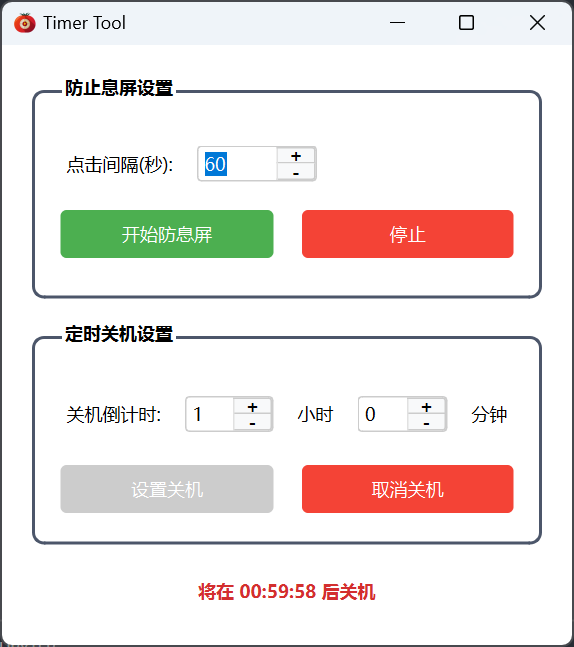 Timer Tool
防止息屏设置
点击间隔(秒): 60 + -
开始防息屏 停止
定时关机设置
关机倒计时: 1 + - 小时 0 + - 分钟
设置关机 取消关机
将在 00:59:58 后关机